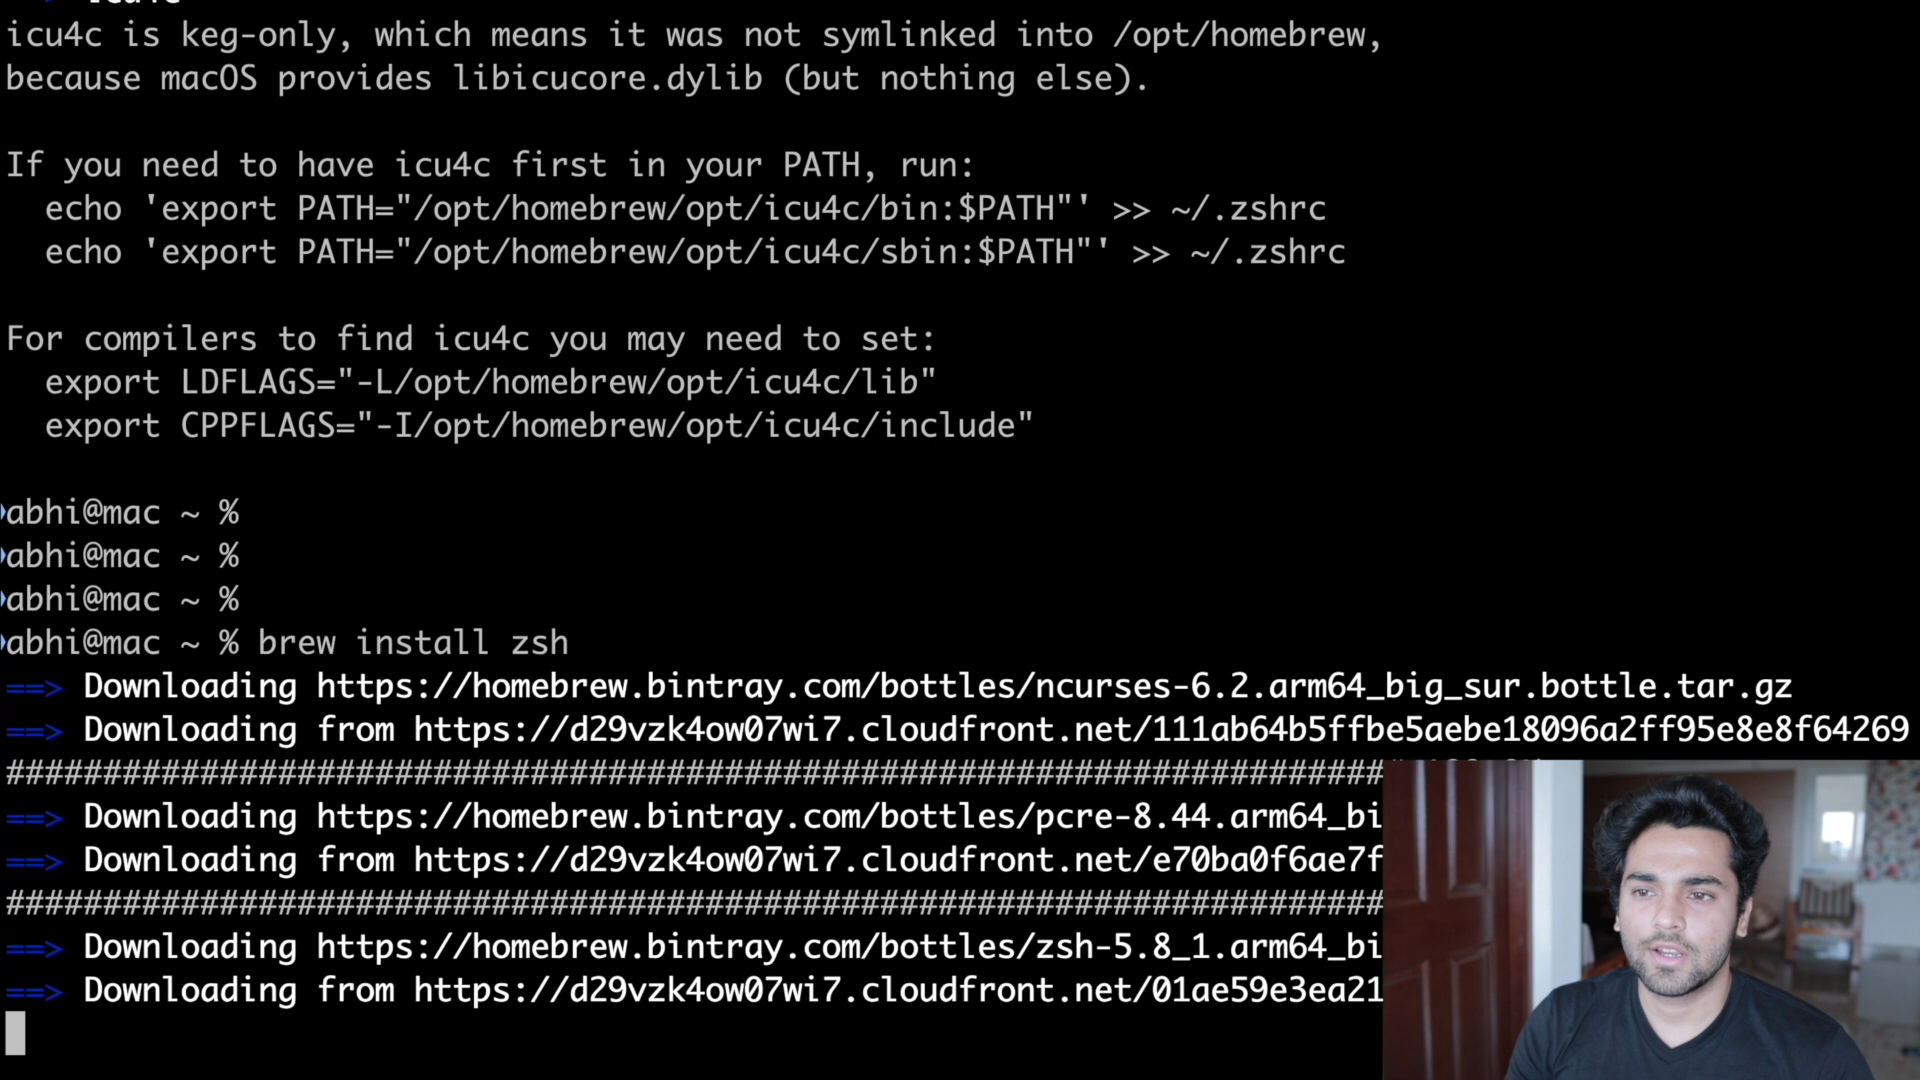 icu4c is keg-only, which means it was not symlinked into /opt/homebrew,
because macOS provides libicucore.dylib (but nothing else).
If you need to have icu4c first in your PATH, run:
echo 'export PATH="/opt/homebrew/opt/icu4c/bin:$PATH"' >> ~/.zshrc
echo 'export PATH="/opt/homebrew/opt/icu4c/sbin:$PATH"' >> ~/.zshrc
For compilers to find icu4c you may need to set:
export LDFLAGS="-L/opt/homebrew/opt/icu4c/lib"
export CPPFLAGS="-I/opt/homebrew/opt/icu4c/include"
abhi@mac ~ %
abhi@mac ~ %
abhi@mac ~ %
abhi@mac ~ % brew install zsh
==> Downloading https://homebrew.bintray.com/bottles/ncurses-6.2.arm64_big_sur.bottle.tar.gz
==> Downloading from https://d29vzk4ow07wi7.cloudfront.net/111ab64b5ffbe5aebe18096a2ff95e8e8f64269
#######################################################################
==> Downloading https://homebrew.bintray.com/bottles/pcre-8.44.arm64_bi
==> Downloading from https://d29vzk4ow07wi7.cloudfront.net/e70ba0f6ae7f
#######################################################################
==> Downloading https://homebrew.bintray.com/bottles/zsh-5.8_1.arm64_bi
==> Downloading from https://d29vzk4ow07wi7.cloudfront.net/01ae59e3ea21